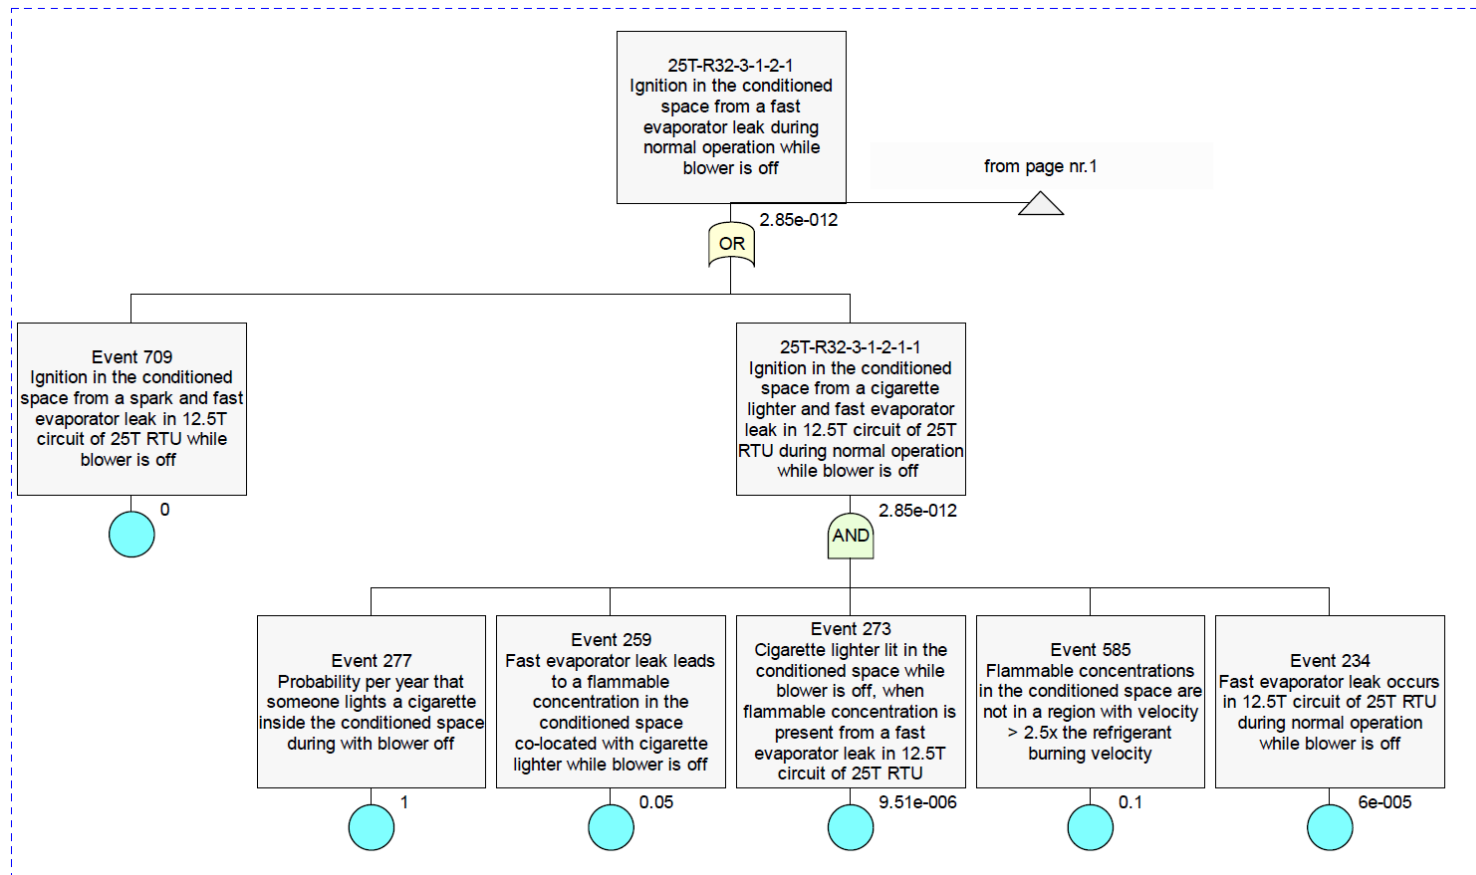 25T-R32-3-1-2-1
Ignition in the conditioned
space from a fast
evaporator leak during
normal operation while
blower is off
from page nr.1
2.85e-012
OR
Event 709
Ignition in the conditioned
space from a spark and fast
evaporator leak in 12.5T
circuit of 25T RTU while
blower is off
0
25T-R32-3-1-2-1-1
Ignition in the conditioned
space from a cigarette
lighter and fast evaporator
leak in 12.5T circuit of 25T
RTU during normal operation
while blower is off
2.85e-012
AND
Event 277
Probability per year that
someone lights a cigarette
inside the conditioned space
during with blower off
1
Event 259
Fast evaporator leak leads
to a flammable
concentration in the
conditioned space
co-located with cigarette
lighter while blower is off
0.05
Event 273
Cigarette lighter lit in the
conditioned space while
blower is off, when
flammable concentration is
present from a fast
evaporator leak in 12.5T
circuit of 25T RTU
9.51e-006
Event 585
Flammable concentrations
in the conditioned space are
not in a region with velocity
> 2.5x the refrigerant
burning velocity
0.1
Event 234
Fast evaporator leak occurs
in 12.5T circuit of 25T RTU
during normal operation
while blower is off
6e-005